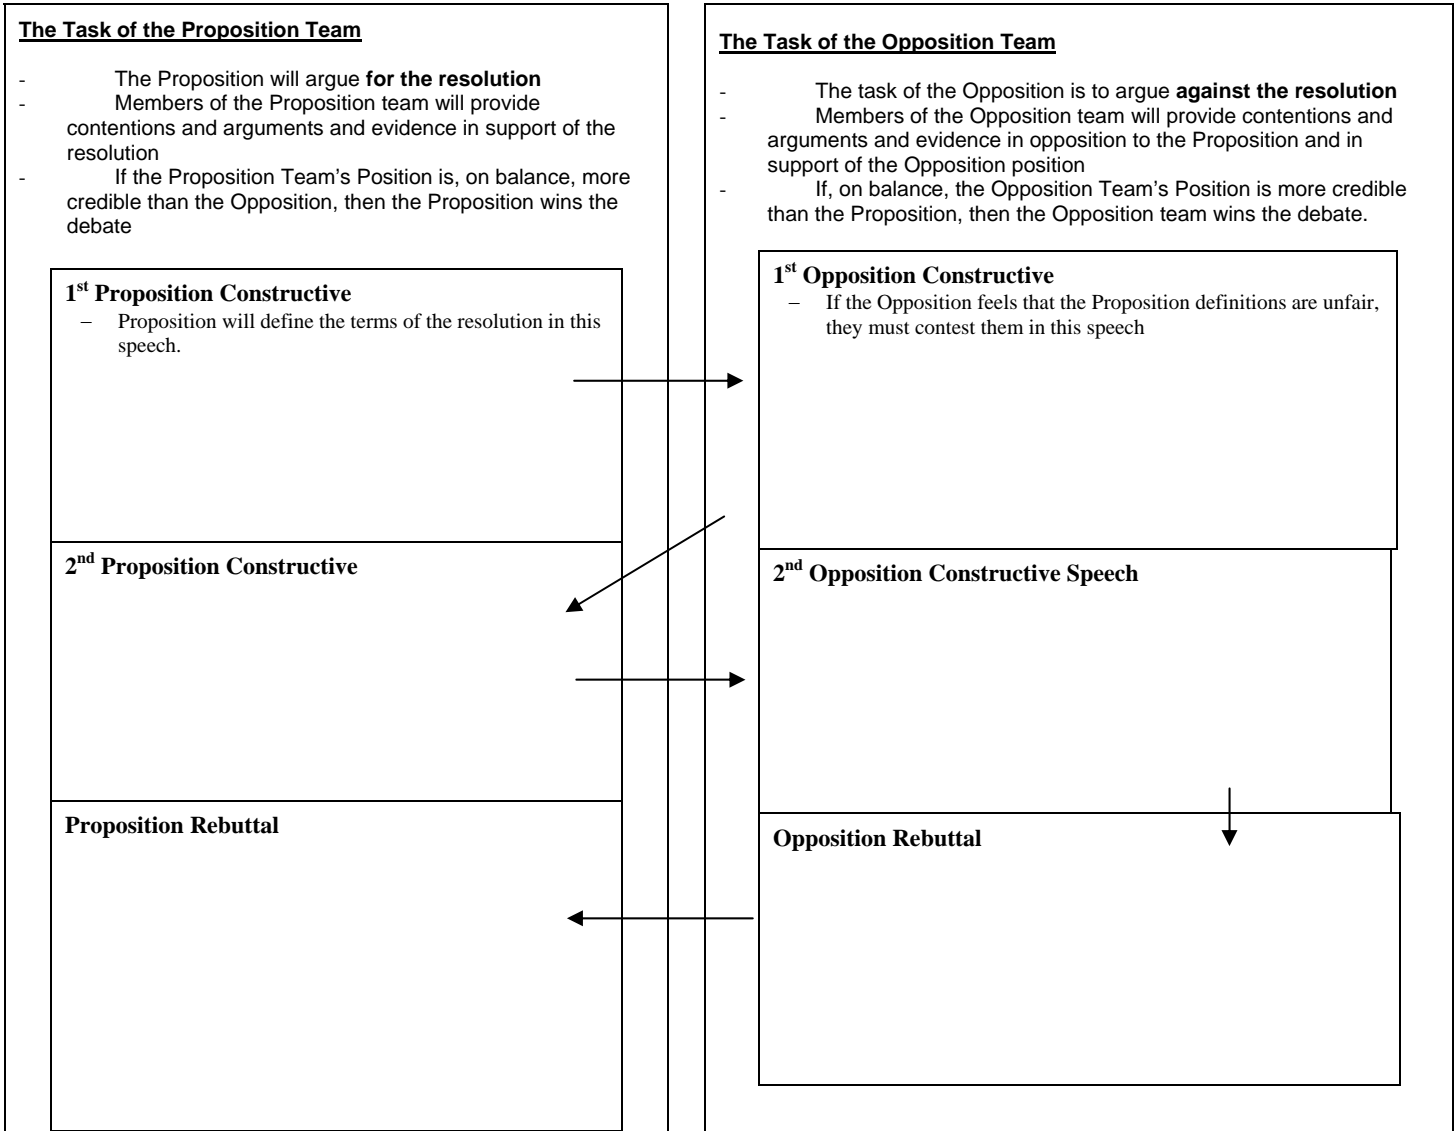 The Task of the Proposition Team
- The Proposition will argue for the resolution
- Members of the Proposition team will provide
contentions and arguments and evidence in support of the
resolution
- If the Proposition Team's Position is, on balance, more
credible than the Opposition, then the Proposition wins the
debate
1st Proposition Constructive
– Proposition will define the terms of the resolution in this
speech.
2nd Proposition Constructive
Proposition Rebuttal
The Task of the Opposition Team
- The task of the Opposition is to argue against the resolution
- Members of the Opposition team will provide contentions and
arguments and evidence in opposition to the Proposition and in
support of the Opposition position
- If, on balance, the Opposition Team's Position is more credible
than the Proposition, then the Opposition team wins the debate.
1st Opposition Constructive
– If the Opposition feels that the Proposition definitions are unfair,
they must contest them in this speech
2nd Opposition Constructive Speech
Opposition Rebuttal